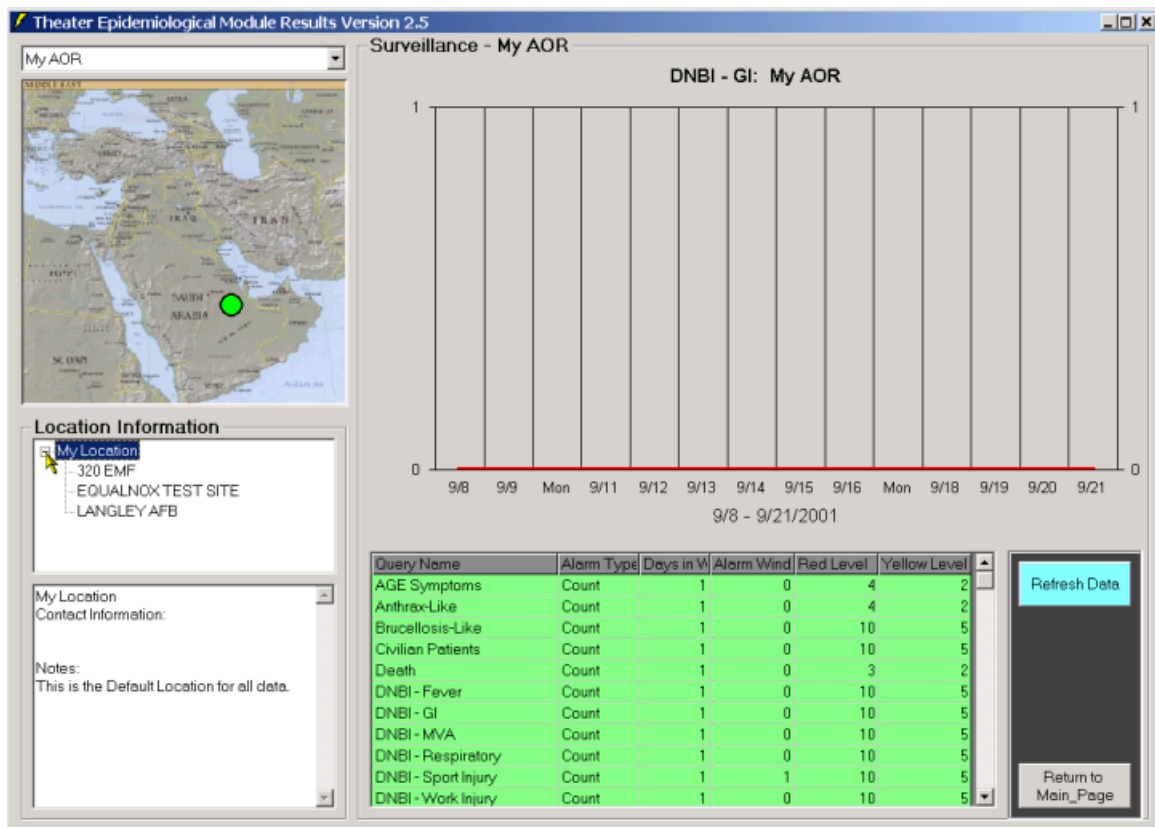 Theater Epidemiological Module Results Version 2.5
My AOR
MIDDLE EAST
IRAQ
IRAN
EGYPT
SAUDI
ARABIA
SUDAN
Location Information
My Location
320 EMF
EQUALNOX TEST SITE
LANGLEY AFB
My Location
Contact Information:
Notes:
This is the Default Location for all data.
Surveillance - My AOR
DNBI - GI: My AOR
1 1
0 0
9/8 9/9 Mon 9/11 9/12 9/13 9/14 9/15 9/16 Mon 9/18 9/19 9/20 9/21
9/8 - 9/21/2001
Query Name Alarm Type Days in W Alarm Wind Red Level Yellow Level
AGE Symptoms Count 1 0 4 2
Anthrax-Like Count 1 0 4 2
Brucellosis-Like Count 1 0 10 5
Civilian Patients Count 1 0 10 5
Death Count 1 0 3 2
DNBI - Fever Count 1 0 10 5
DNBI - GI Count 1 0 10 5
DNBI - MVA Count 1 0 10 5
DNBI - Respiratory Count 1 0 10 5
DNBI - Sport Injury Count 1 1 10 5
DNBI - Work Injury Count 1 0 10 5
Refresh Data
Return to
Main_Page